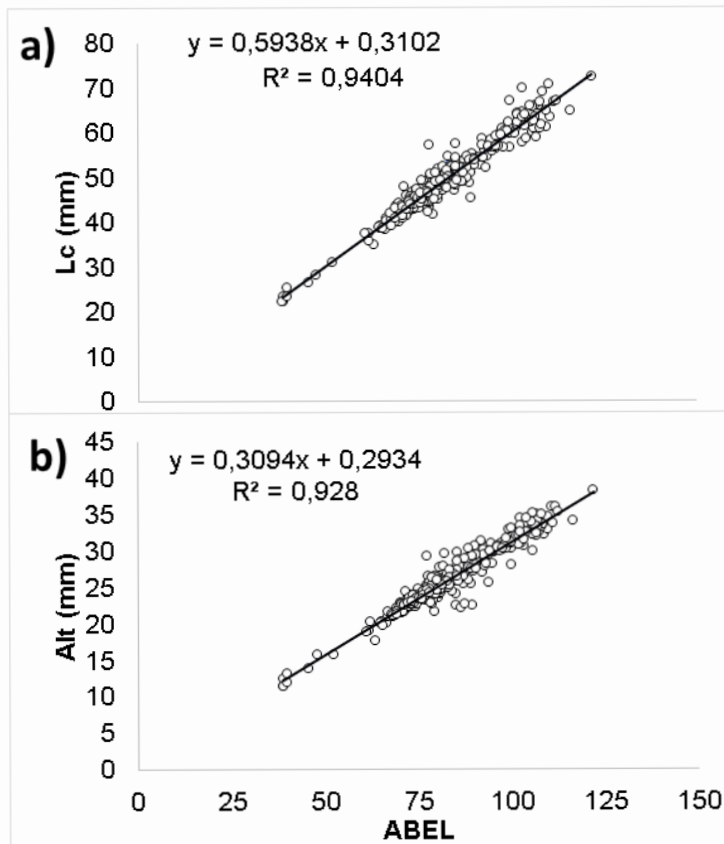 a)
y = 0,5938x + 0,3102
R² = 0,9404
80
70
60
50
40
30
20
10
0
Lc (mm)
b)
y = 0,3094x + 0,2934
R² = 0,928
45
40
35
30
25
20
15
10
5
0
Alt (mm)
0 25 50 75 100 125 150
ABEL